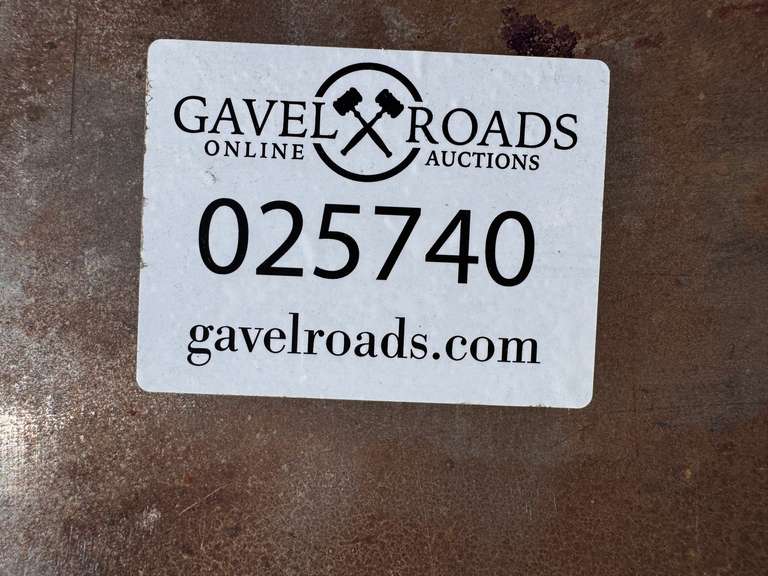 GAVEL ROADS
ONLINE AUCTIONS
025740
gavelroads.com